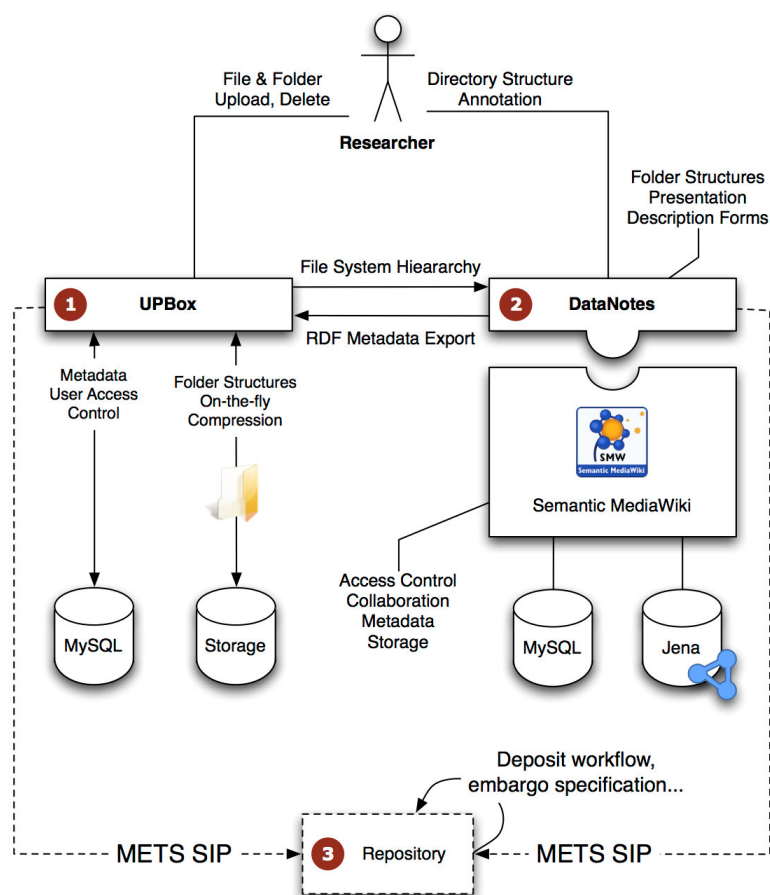 File & Folder
Upload, Delete
Directory Structure
Annotation
Researcher
Folder Structures
Presentation
Description Forms
1
UPBox
File System Hieararchy
2
DataNotes
RDF Metadata Export
Metadata
User Access
Control
Folder Structures
On-the-fly
Compression
SMW
Semantic MediaWiki
Semantic MediaWiki
Access Control
Collaboration
Metadata
Storage
MySQL
Storage
MySQL
Jena
Deposit workflow,
embargo specification...
METS SIP
3
Repository
METS SIP